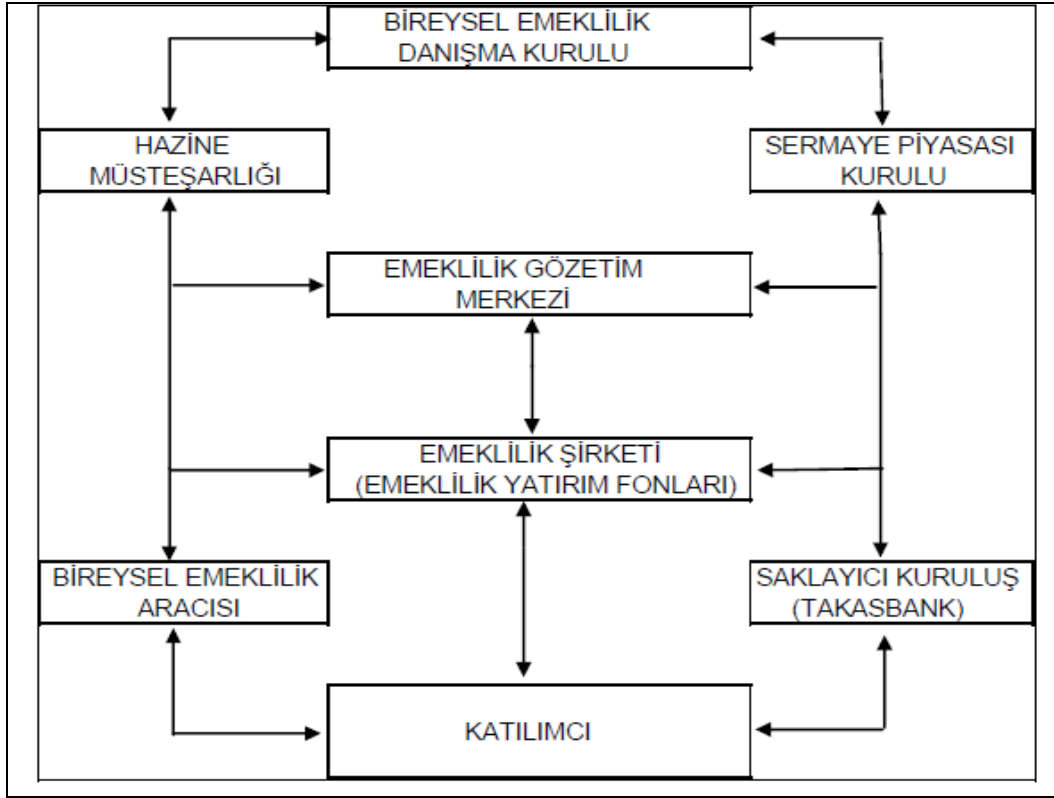 BİREYSEL EMEKLİLİK
DANIŞMA KURULU
HAZİNE
MÜSTEŞARLIĞI
SERMAYE PİYASASI
KURULU
EMEKLİLİK GÖZETİM
MERKEZİ
EMEKLİLİK ŞİRKETİ
(EMEKLİLİK YATIRIM FONLARI)
BİREYSEL EMEKLİLİK
ARACISI
SAKLAYICI KURULUŞ
(TAKASBANK)
KATILIMCI